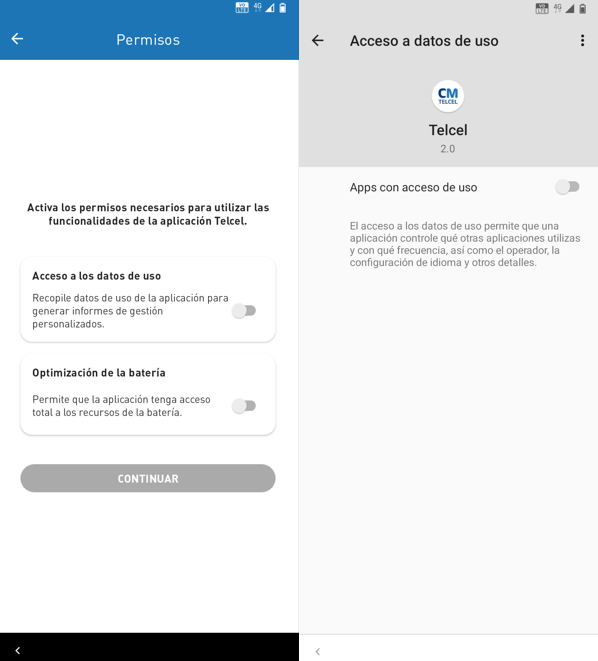 VO
LTE
4G
Permisos
Activa los permisos necesarios para utilizar las
funcionalidades de la aplicación Telcel.
Acceso a los datos de uso
Recopile datos de uso de la aplicación para
generar informes de gestión
personalizados.
Optimización de la batería
Permite que la aplicación tenga acceso
total a los recursos de la batería.
CONTINUAR
VO
LTE
4G
Acceso a datos de uso
CM
TELCEL
Telcel
2.0
Apps con acceso de uso
El acceso a los datos de uso permite que una
aplicación controle qué otras aplicaciones utilizas
y con qué frecuencia, así como el operador, la
configuración de idioma y otros detalles.